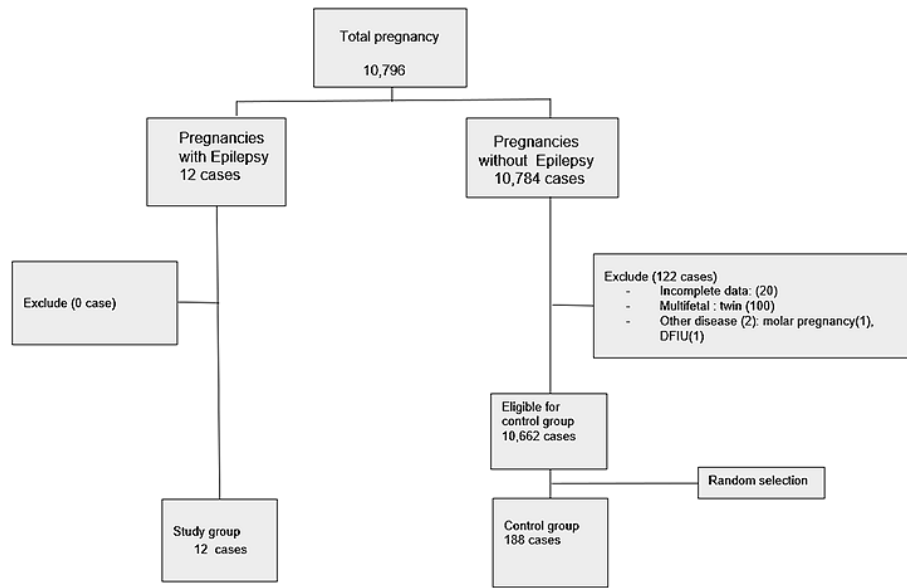 Total pregnancy
10,796
Pregnancies
with Epilepsy
12 cases
Pregnancies
without Epilepsy
10,784 cases
Exclude (0 case)
Exclude (122 cases)
- Incomplete data: (20)
- Multifetal : twin (100)
- Other disease (2): molar pregnancy(1),
DFIU(1)
Eligible for
control group
10,662 cases
Random selection
Study group
12 cases
Control group
188 cases